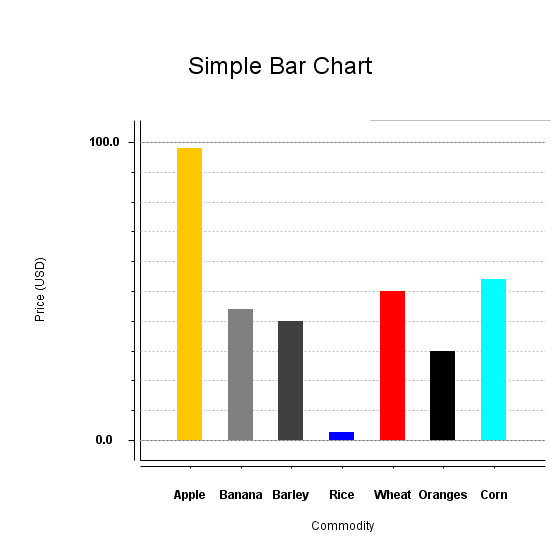 Simple Bar Chart
100.0
Price (USD)
0.0
Apple Banana Barley Rice Wheat Oranges Corn
Commodity